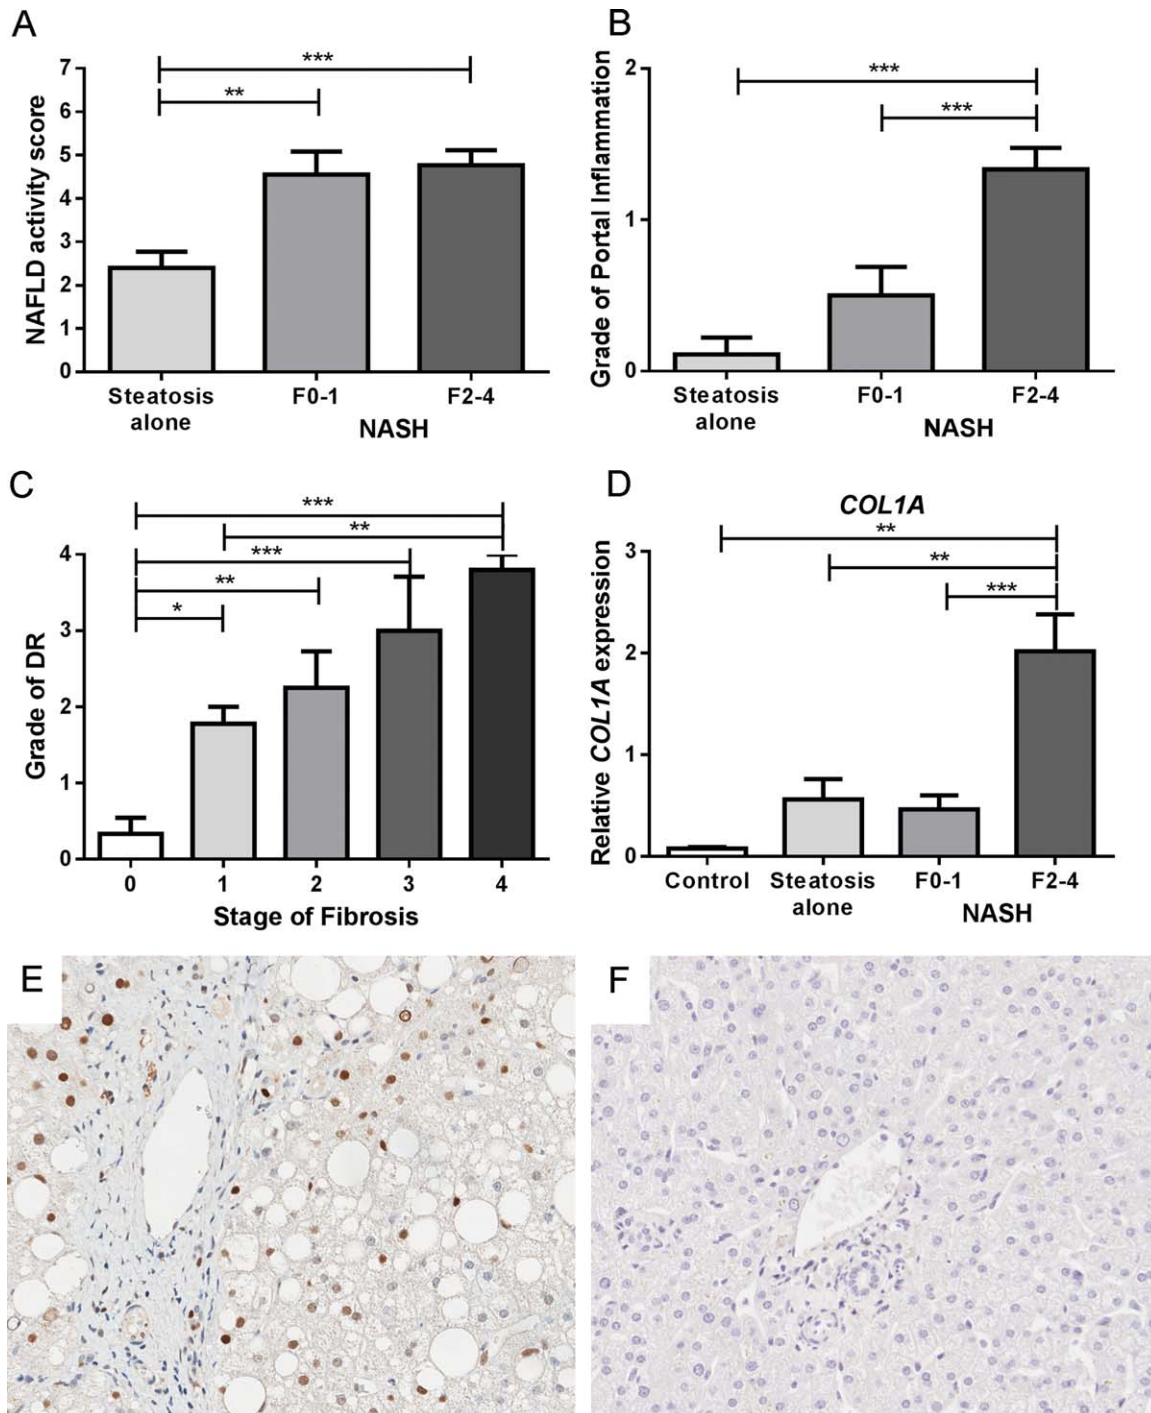 A
NAFLD activity score
7
6
5
4
3
2
1
0
***
**
Steatosis
alone
F0-1
F2-4
NASH
B
Grade of Portal Inflammation
2
1
0
***
***
Steatosis
alone
F0-1
F2-4
NASH
C
Grade of DR
4
3
2
1
0
***
**
***
**
*
0
1
2
3
4
Stage of Fibrosis
D
COL1A
Relative COL1A expression
3
2
1
0
**
**
***
Control
Steatosis
alone
F0-1
F2-4
NASH
E
F